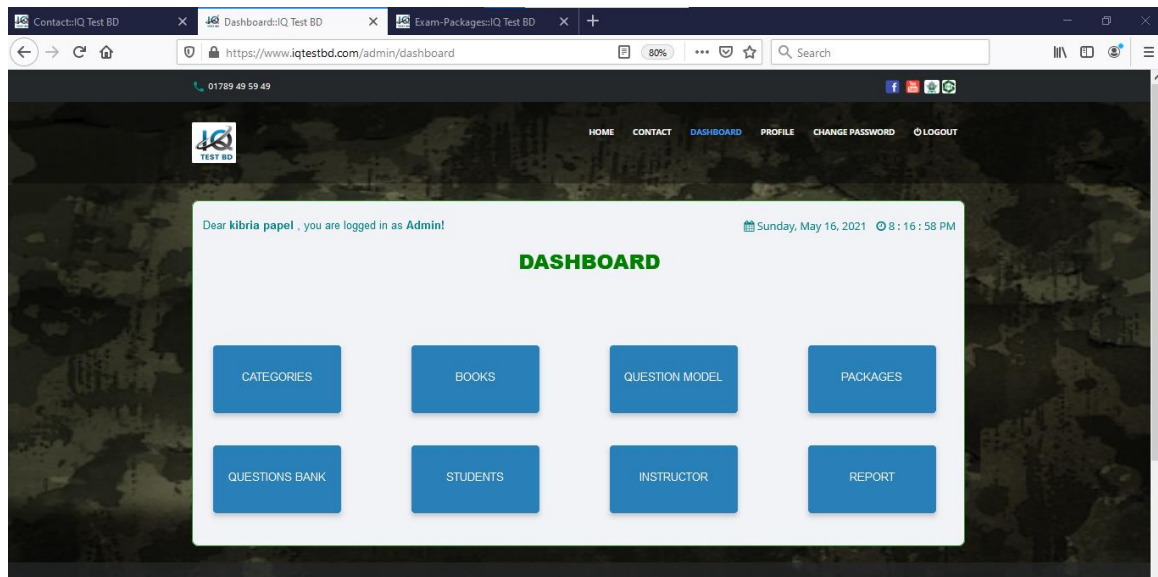 Contact::IQ Test BD
Dashboard::IQ Test BD
Exam-Packages::IQ Test BD
https://www.iqtestbd.com/admin/dashboard
80%
Search
01789 49 59 49
IQ
TEST BD
HOME CONTACT DASHBOARD PROFILE CHANGE PASSWORD LOGOUT
Dear kibria papel , you are logged in as Admin!
Sunday, May 16, 2021 8 : 16 : 58 PM
DASHBOARD
CATEGORIES BOOKS QUESTION MODEL PACKAGES
QUESTIONS BANK STUDENTS INSTRUCTOR REPORT